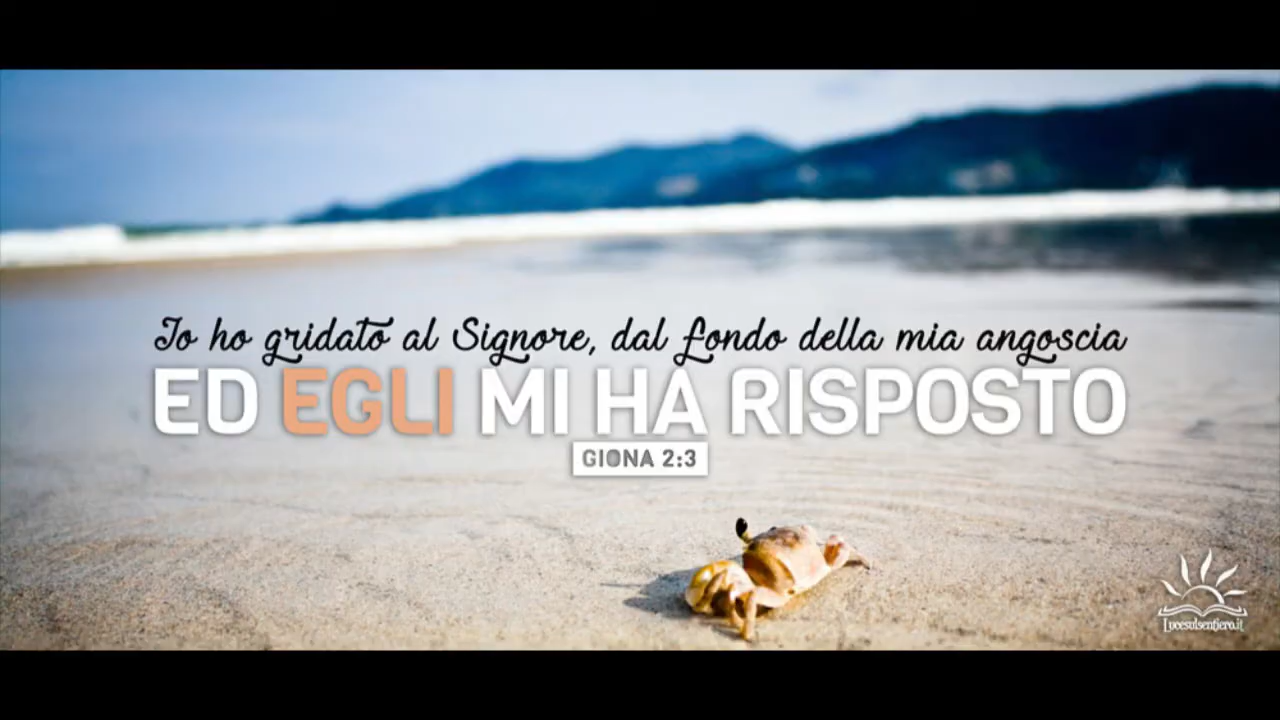 Io ho gridato al Signore, dal fondo della mia angoscia
ED EGLI MI HA RISPOSTO
GIONA 2:3
Lucesulsentiero.it